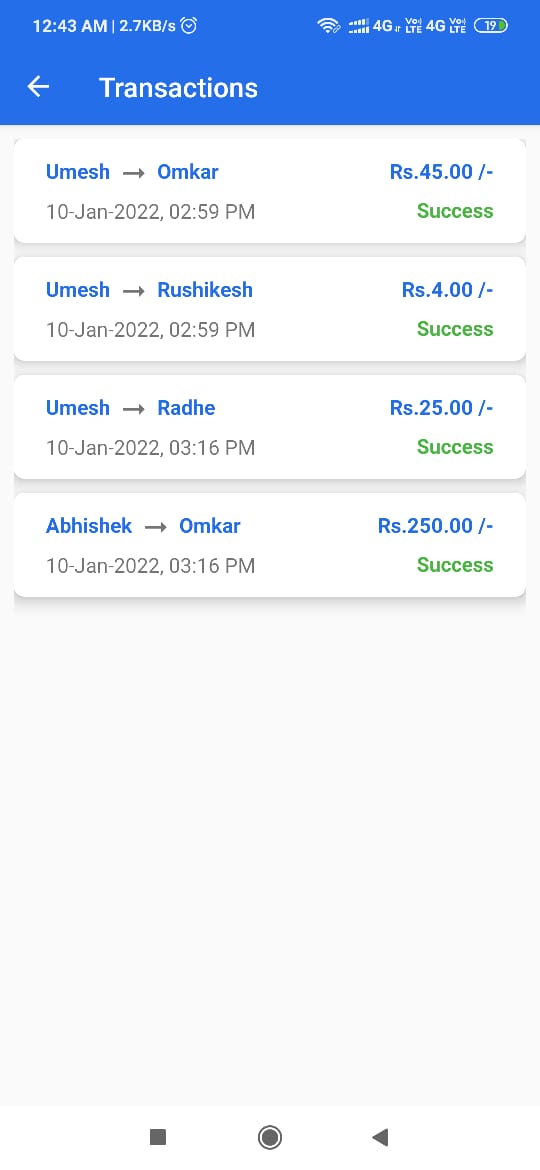 12:43 AM | 2.7KB/s 4G Vo) LTE 4G Vo) LTE 19
Transactions
Umesh → Omkar Rs.45.00 /-
10-Jan-2022, 02:59 PM Success
Umesh → Rushikesh Rs.4.00 /-
10-Jan-2022, 02:59 PM Success
Umesh → Radhe Rs.25.00 /-
10-Jan-2022, 03:16 PM Success
Abhishek → Omkar Rs.250.00 /-
10-Jan-2022, 03:16 PM Success